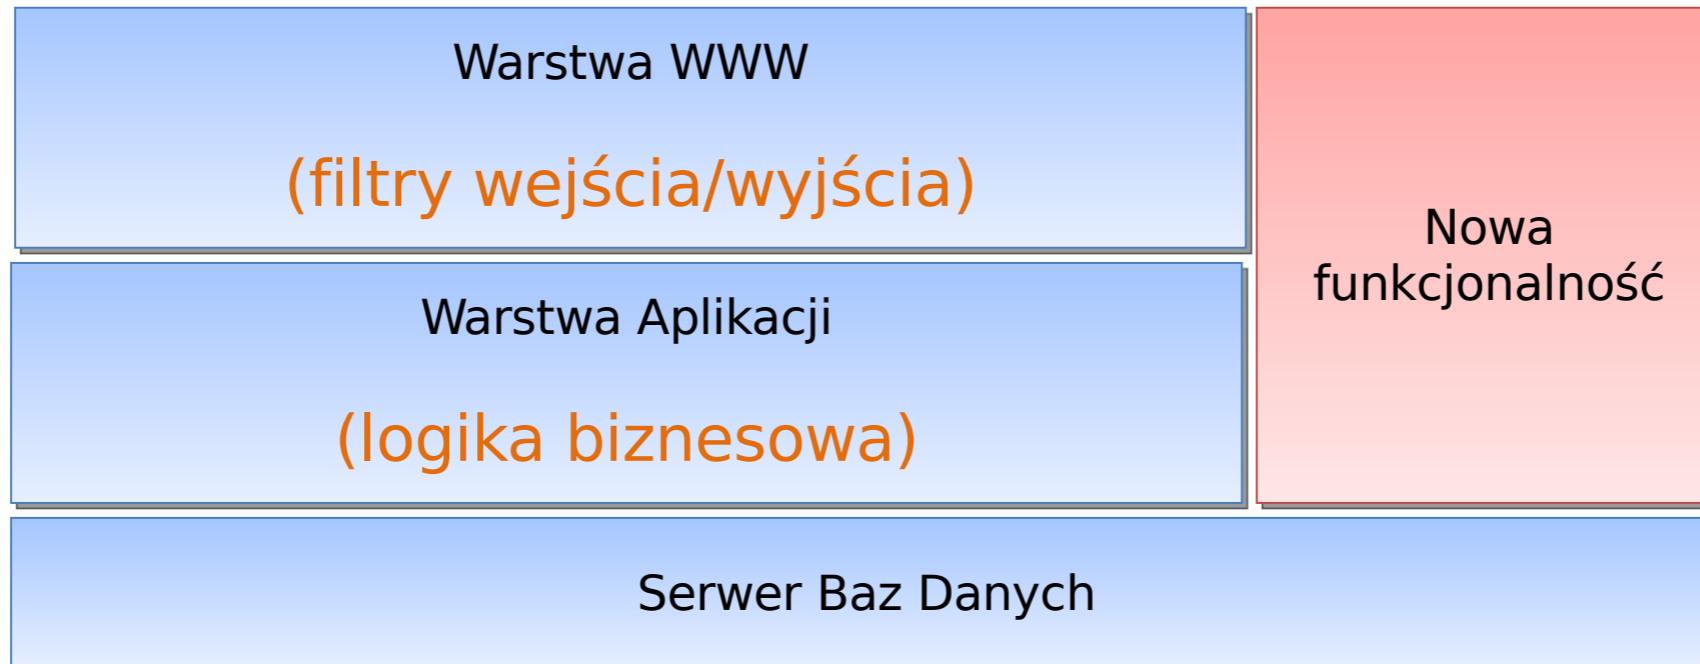 Warstwa WWW
(filtry wejścia/wyjścia)
Nowa
funkcjonalność
Warstwa Aplikacji
(logika biznesowa)
Serwer Baz Danych